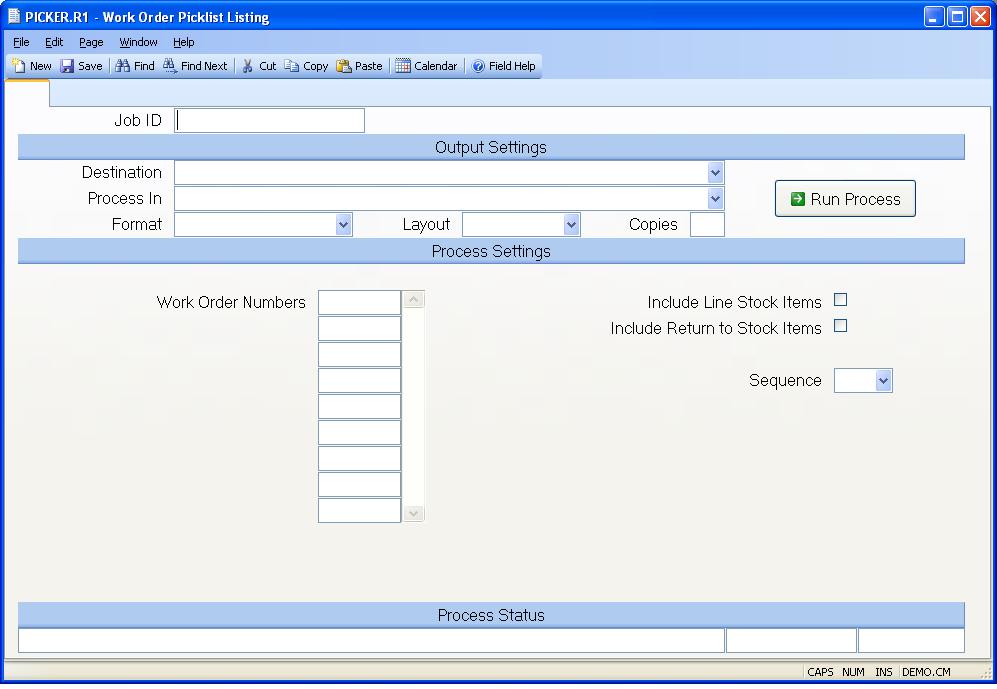 PICKER.R1 - Work Order Picklist Listing
File Edit Page Window Help
New Save Find Find Next Cut Copy Paste Calendar Field Help
Job ID
Output Settings
Destination
Process In
Run Process
Format Layout Copies
Process Settings
Work Order Numbers Include Line Stock Items
Include Return to Stock Items
Sequence
Process Status
CAPS NUM INS DEMO.CM